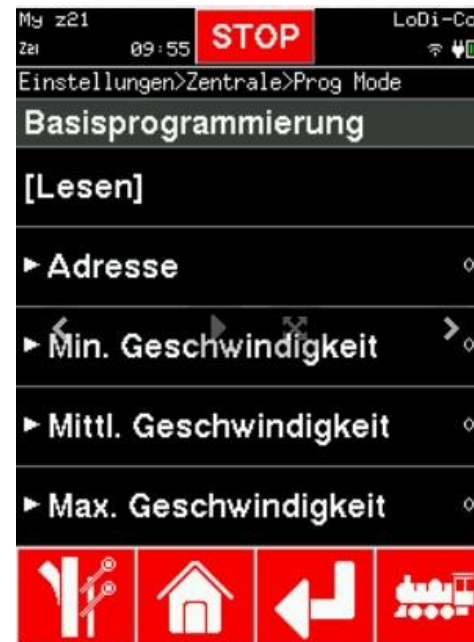 My z21
LoDi-Co
Z21
09:55
STOP
Einstellungen>Zentrale>Prog Mode
Basisprogrammierung
[Lesen]
Adresse
Min. Geschwindigkeit
Mittl. Geschwindigkeit
Max. Geschwindigkeit